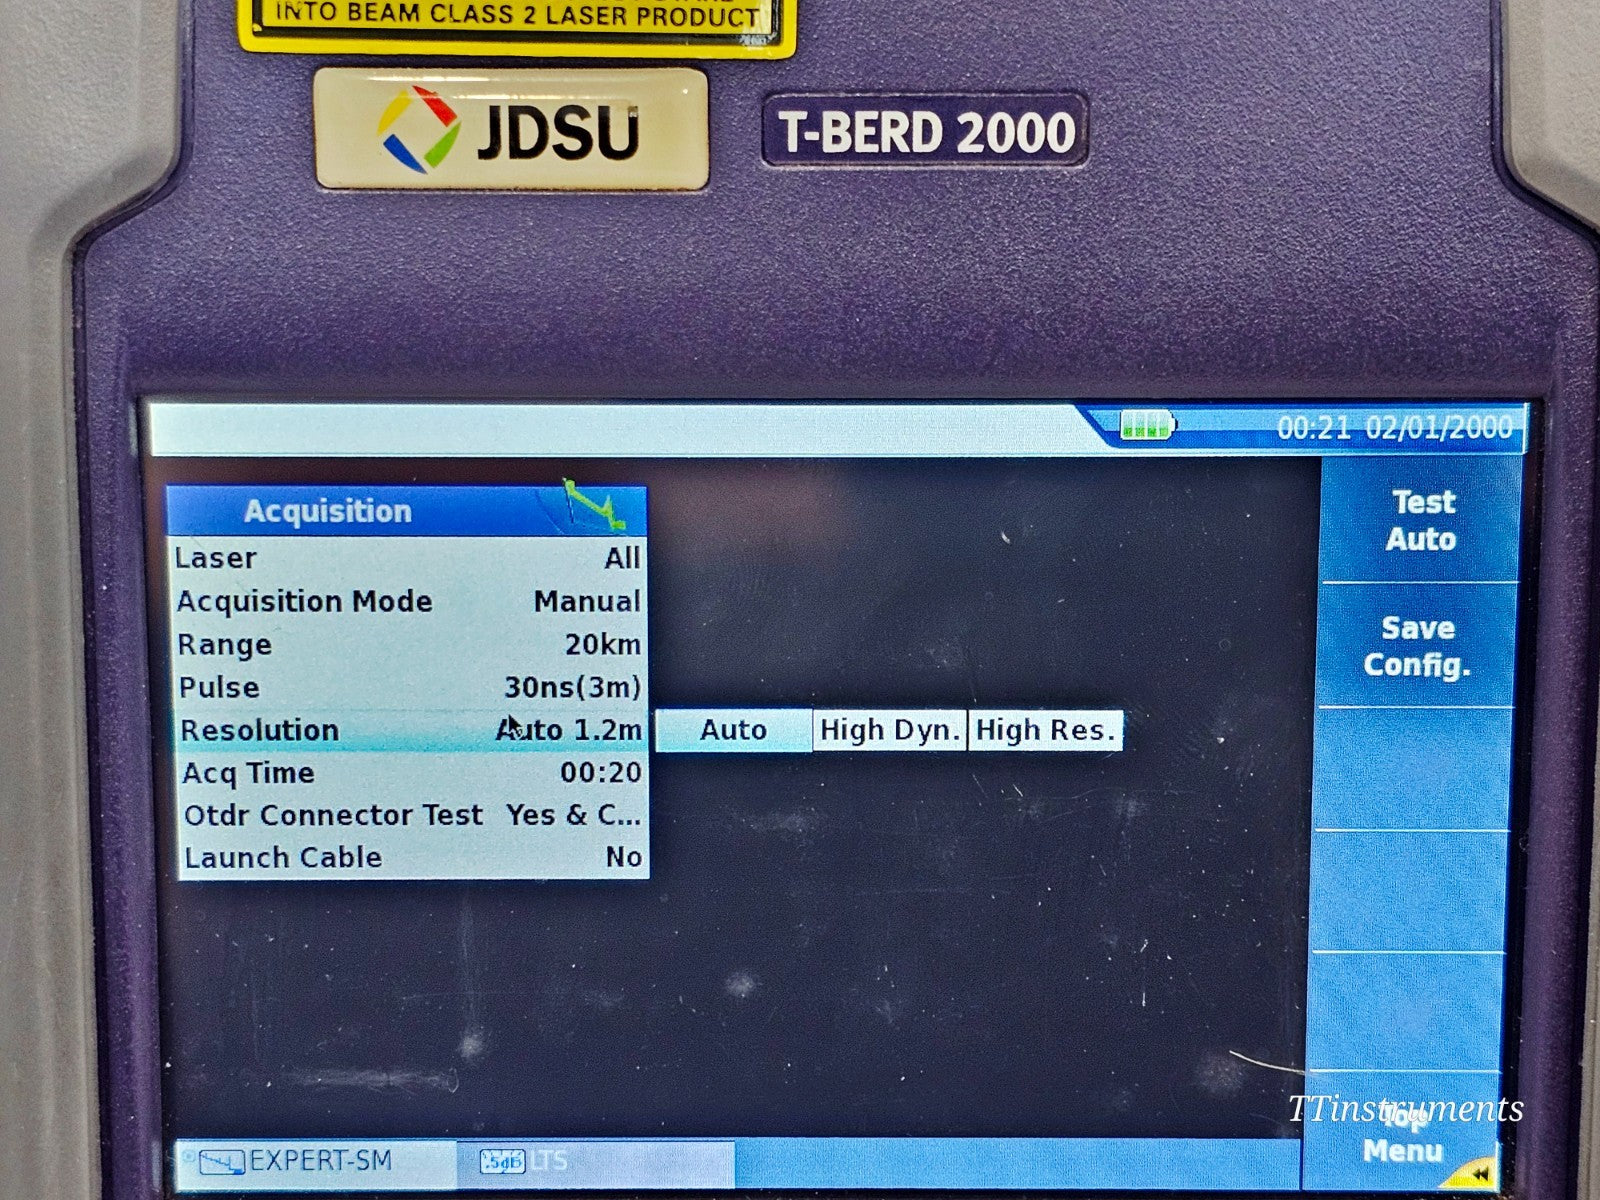 INTO BEAM CLASS 2 LASER PRODUCT
JDSU
T-BERD 2000
00:21 02/01/2000
Acquisition
Laser All
Acquisition Mode Manual
Range 20km
Pulse 30ns(3m)
Resolution Auto 1.2m
Auto High Dyn. High Res.
Acq Time 00:20
Otdr Connector Test Yes & C...
Launch Cable No
Test
Auto
Save
Config.
TTinstruments
Top
Menu
EXPERT-SM
.5dB LTS